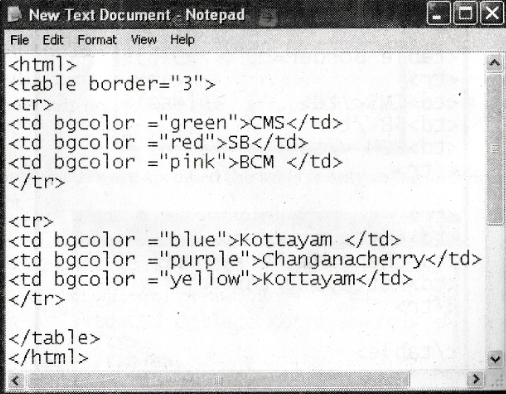 New Text Document - Notepad
File Edit Format View Help
<html>
<table border="3">
<tr>
<td bgcolor ="green">CMS</td>
<td bgcolor ="red">SB</td>
<td bgcolor ="pink">BCM </td>
</tr>
<tr>
<td bgcolor ="blue">Kottayam </td>
<td bgcolor ="purple">Changanacherry</td>
<td bgcolor ="yellow">Kottayam</td>
</tr>
</table>
</html>